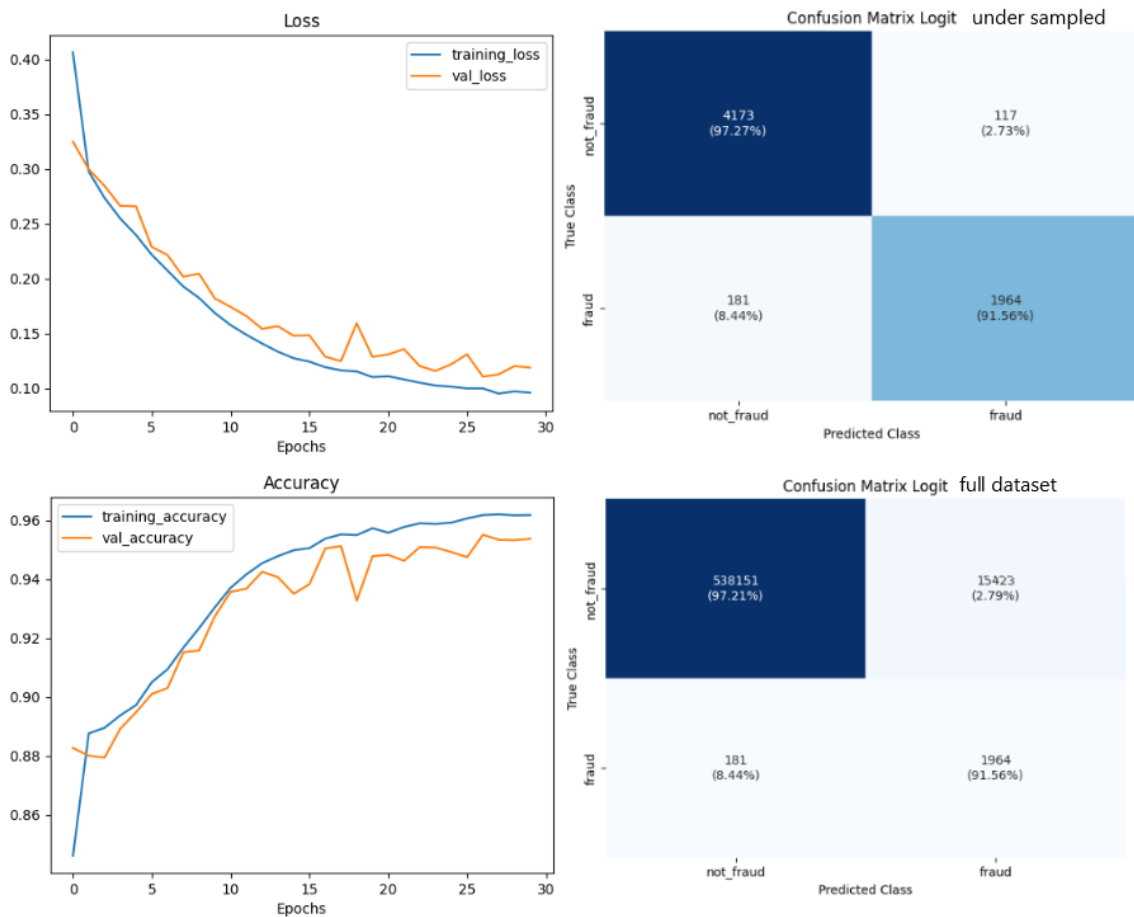 Loss
0.40
0.35
0.30
0.25
0.20
0.15
0.10
training_loss
val_loss
0
5
10
15
20
25
30
Epochs
Confusion Matrix Logit under sampled
True Class
not_fraud
fraud
4173
(97.27%)
117
(2.73%)
181
(8.44%)
1964
(91.56%)
not_fraud
fraud
Predicted Class
Accuracy
0.96
0.94
0.92
0.90
0.88
0.86
training_accuracy
val_accuracy
0
5
10
15
20
25
30
Epochs
Confusion Matrix Logit full dataset
True Class
not_fraud
fraud
538151
(97.21%)
15423
(2.79%)
181
(8.44%)
1964
(91.56%)
not_fraud
fraud
Predicted Class